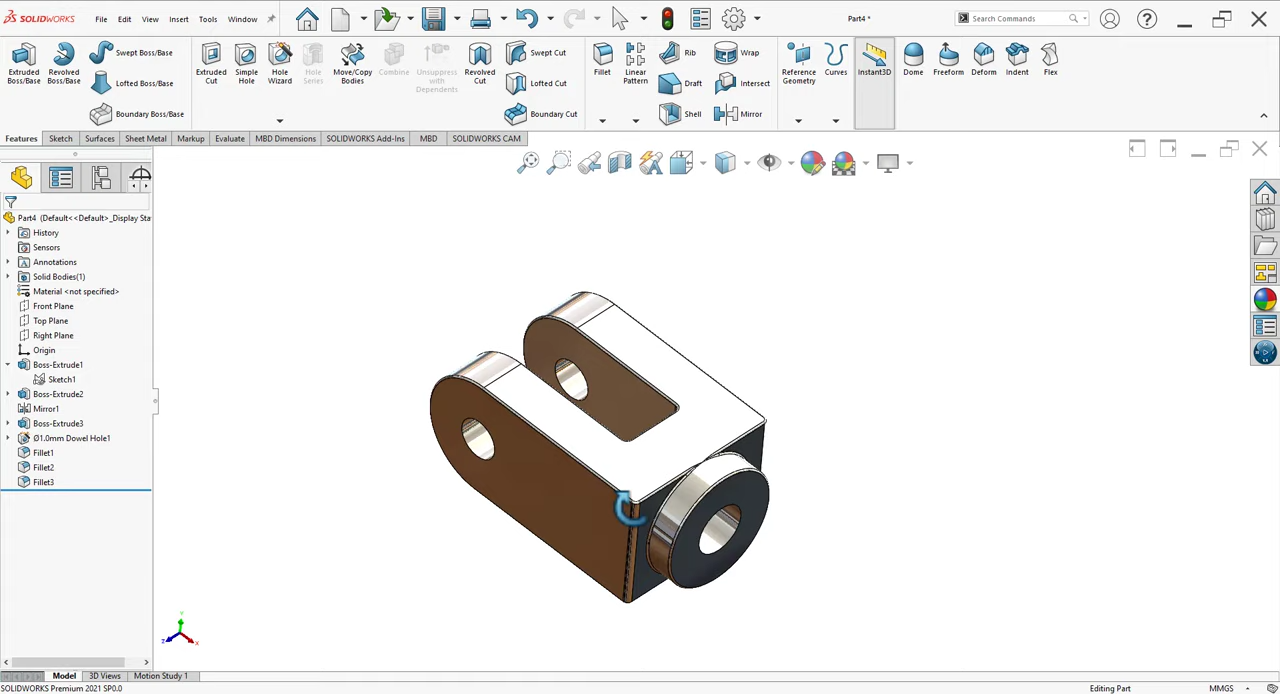 SOLIDWORKS File Edit View Insert Tools Window Part4 * Search Commands
Extruded Boss/Base
Revolved Boss/Base
Swept Boss/Base
Lofted Boss/Base
Boundary Boss/Base
Extruded Cut
Simple Hole
Hole Wizard
Hole Series
Move/Copy Bodies
Combine
Unsuppress with Dependents
Revolved Cut
Swept Cut
Lofted Cut
Boundary Cut
Fillet
Linear Pattern
Rib
Draft
Shell
Wrap
Intersect
Mirror
Reference Geometry
Curves
Instant3D
Dome
Freeform
Deform
Indent
Flex
Features Sketch Surfaces Sheet Metal Markup Evaluate MBD Dimensions SOLIDWORKS Add-Ins MBD SOLIDWORKS CAM
Part4 (Default<<Default>_Display Sta
History
Sensors
Annotations
Solid Bodies(1)
Material <not specified>
Front Plane
Top Plane
Right Plane
Origin
Boss-Extrude1
Sketch1
Boss-Extrude2
Mirror1
Boss-Extrude3
Ø1.0mm Dowel Hole1
Fillet1
Fillet2
Fillet3
Y
Z X
Model 3D Views Motion Study 1
SOLIDWORKS Premium 2021 SP0.0 Editing Part MMGS